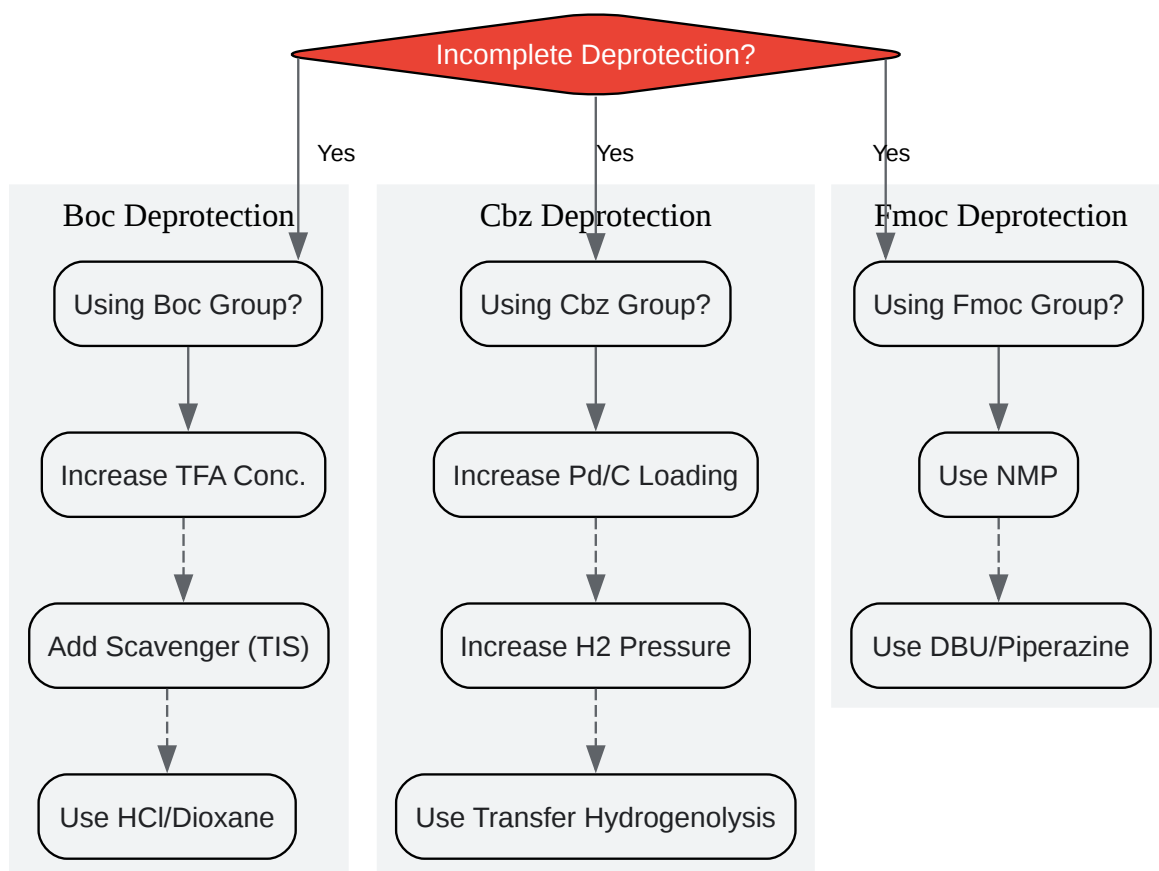 Incomplete Deprotection?
Yes
Yes
Yes
Boc Deprotection
Cbz Deprotection
Fmoc Deprotection
Using Boc Group?
Using Cbz Group?
Using Fmoc Group?
Increase TFA Conc.
Increase Pd/C Loading
Use NMP
Add Scavenger (TIS)
Increase H2 Pressure
Use DBU/Piperazine
Use HCl/Dioxane
Use Transfer Hydrogenolysis